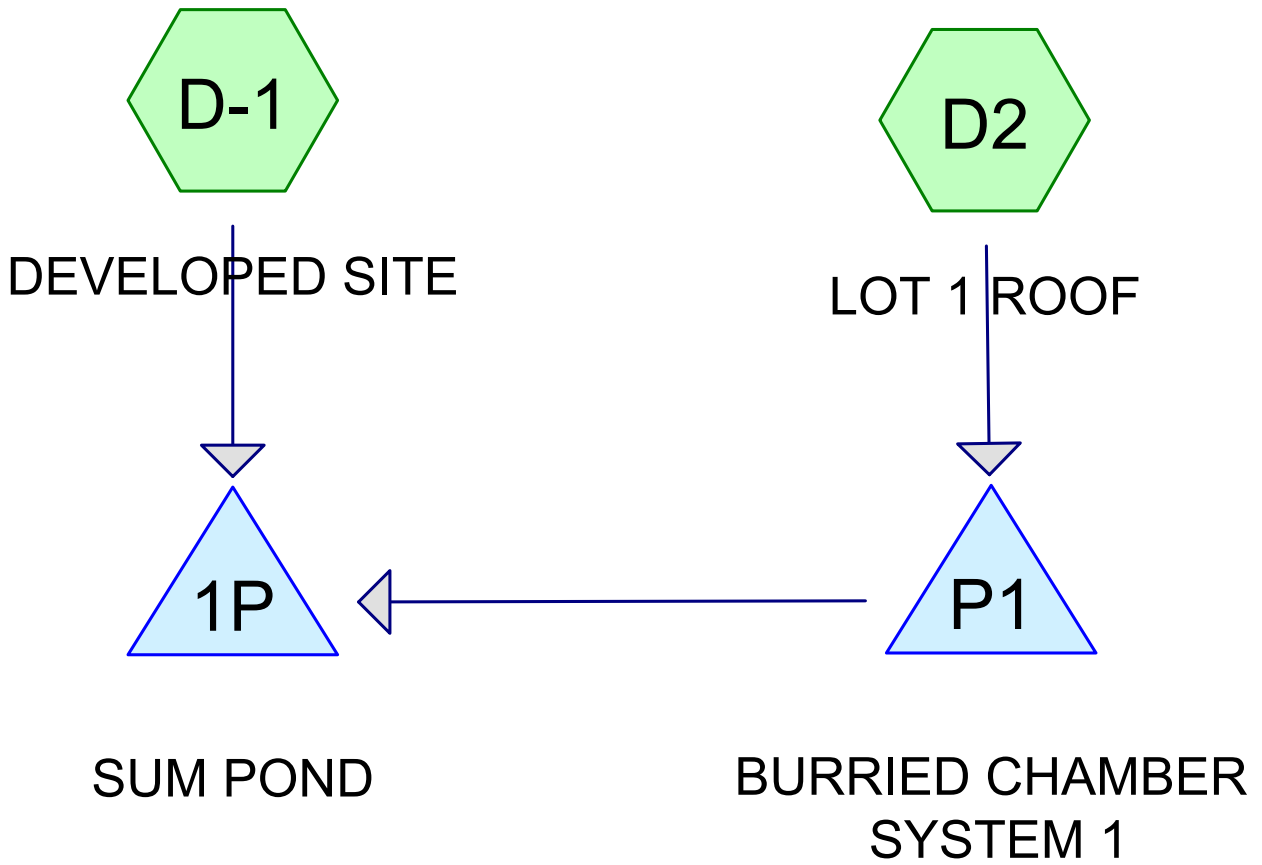 D-1
D2
DEVELOPED SITE
LOT 1 ROOF
1P
P1
SUM POND
BURRIED CHAMBER
SYSTEM 1